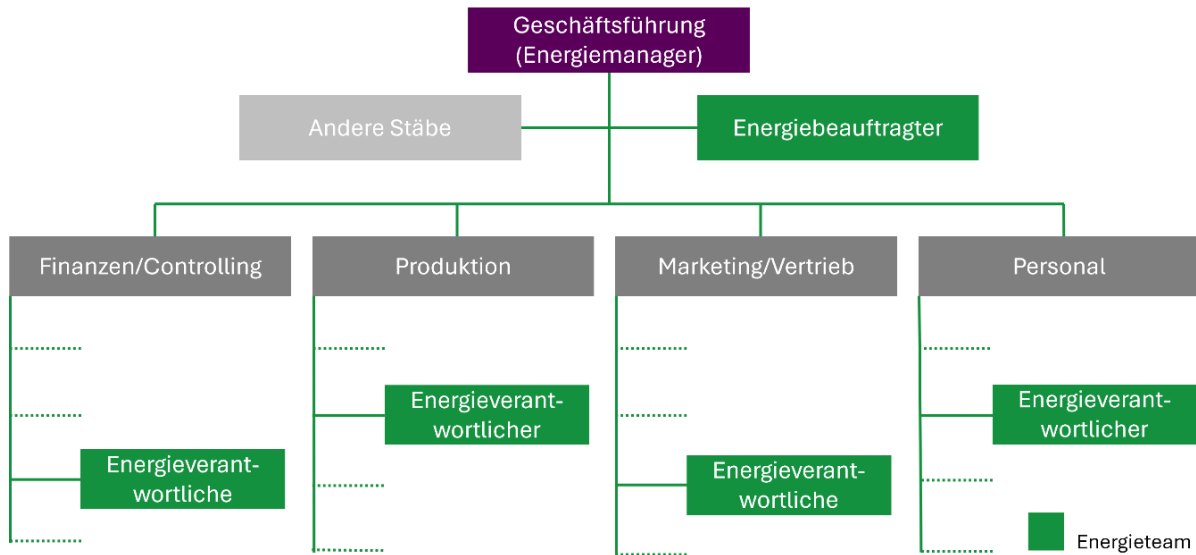 Geschäftsführung
(Energiemanager)
Andere Stäbe
Energiebeauftragter
Finanzen/Controlling
Produktion
Marketing/Vertrieb
Personal
Energieverant-
wortlicher
Energieverant-
wortlicher
Energieverant-
wortliche
Energieverant-
wortliche
Energieteam